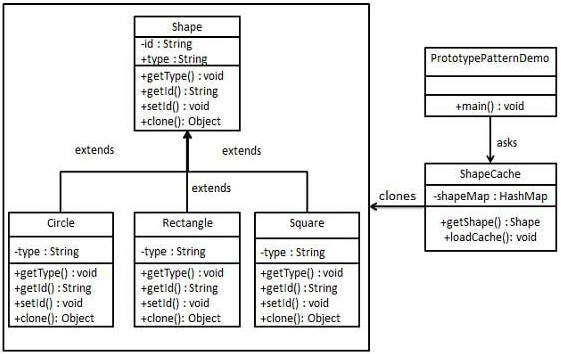 Shape
-id : String
+type : String
+getType() : void
+getId() : String
+setId() : void
+clone(): Object
extends
extends
extends
Circle
-type : String
+getType() : void
+getId() : String
+setId() : void
+clone(): Object
Rectangle
-type : String
+getType() : void
+getId() : String
+setId() : void
+clone(): Object
Square
-type : String
+getType() : void
+getId() : String
+setId() : void
+clone(): Object
PrototypePatternDemo
+main() : void
asks
ShapeCache
-shapeMap : HashMap
+getShape() : Shape
+loadCache(): void
clones